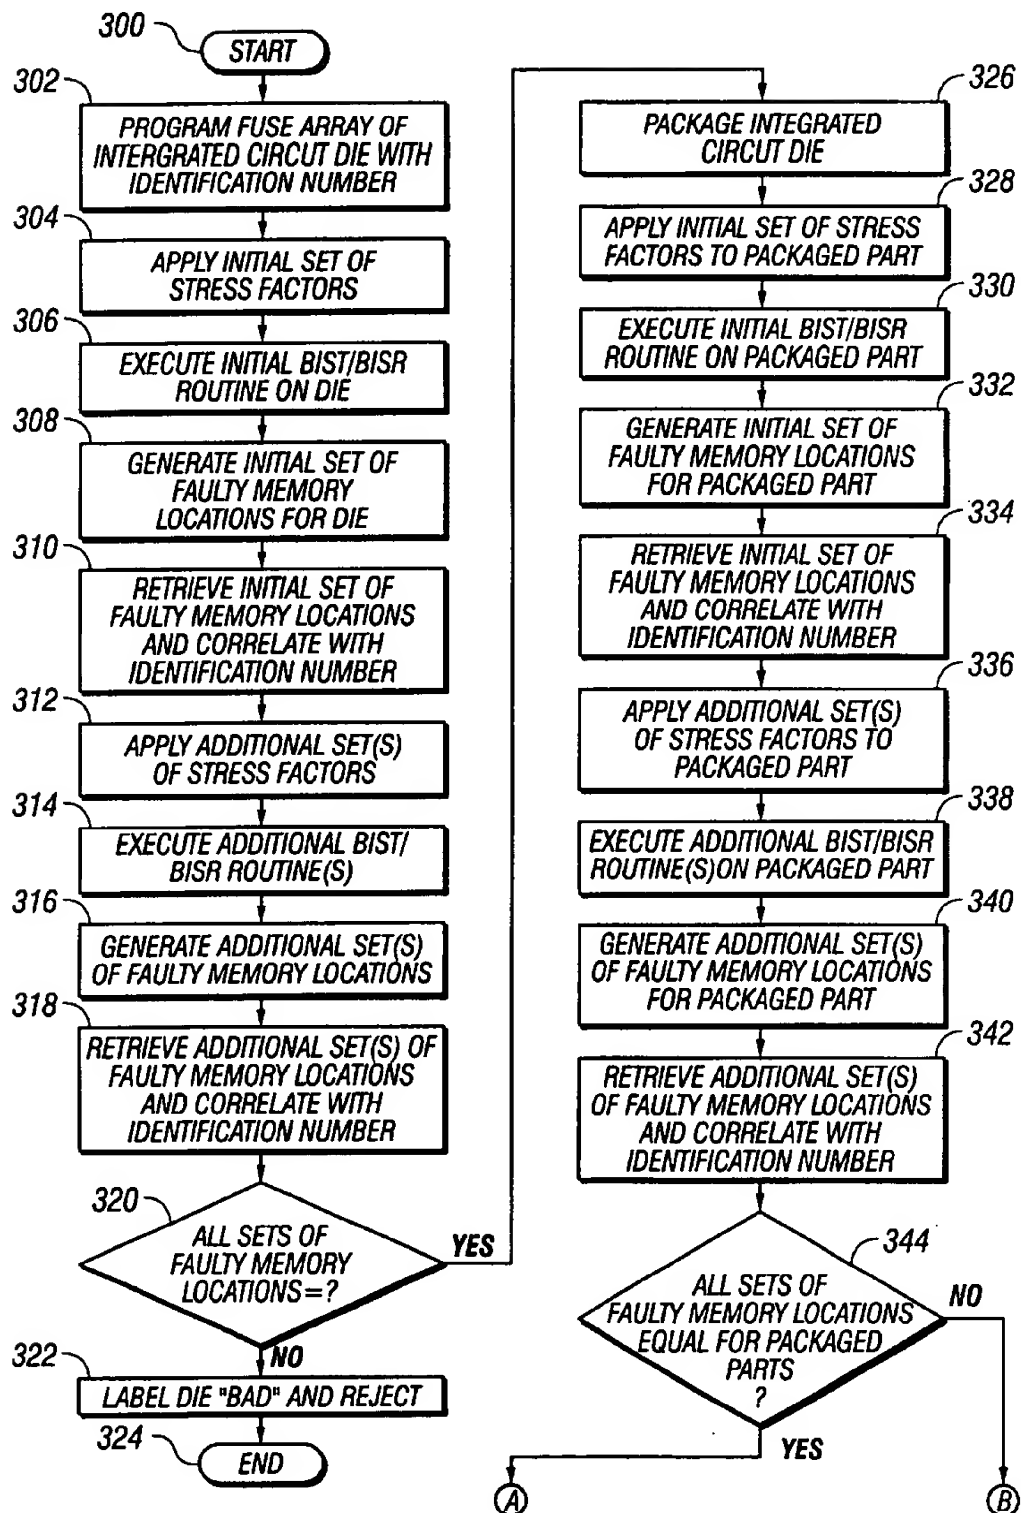 300
START
302
PROGRAM FUSE ARRAY OF
INTERGRATED CIRCUT DIE WITH
IDENTIFICATION NUMBER
304
APPLY INITIAL SET OF
STRESS FACTORS
306
EXECUTE INITIAL BIST/BISR
ROUTINE ON DIE
308
GENERATE INITIAL SET OF
FAULTY MEMORY
LOCATIONS FOR DIE
310
RETRIEVE INITIAL SET OF
FAULTY MEMORY LOCATIONS
AND CORRELATE WITH
IDENTIFICATION NUMBER
312
APPLY ADDITIONAL SET(S)
OF STRESS FACTORS
314
EXECUTE ADDITIONAL BIST/
BISR ROUTINE(S)
316
GENERATE ADDITIONAL SET(S)
OF FAULTY MEMORY LOCATIONS
318
RETRIEVE ADDITIONAL SET(S) OF
FAULTY MEMORY LOCATIONS
AND CORRELATE WITH
IDENTIFICATION NUMBER
320
ALL SETS OF
FAULTY MEMORY
LOCATIONS=?
YES
NO
322
LABEL DIE "BAD" AND REJECT
324
END
326
PACKAGE INTEGRATED
CIRCUT DIE
328
APPLY INITIAL SET OF STRESS
FACTORS TO PACKAGED PART
330
EXECUTE INITIAL BIST/BISR
ROUTINE ON PACKAGED PART
332
GENERATE INITIAL SET OF
FAULTY MEMORY LOCATIONS
FOR PACKAGED PART
334
RETRIEVE INITIAL SET OF
FAULTY MEMORY LOCATIONS
AND CORRELATE WITH
IDENTIFICATION NUMBER
336
APPLY ADDITIONAL SET(S)
OF STRESS FACTORS TO
PACKAGED PART
338
EXECUTE ADDITIONAL BIST/BISR
ROUTINE(S) ON PACKAGED PART
340
GENERATE ADDITIONAL SET(S)
OF FAULTY MEMORY LOCATIONS
FOR PACKAGED PART
342
RETRIEVE ADDITIONAL SET(S)
OF FAULTY MEMORY LOCATIONS
AND CORRELATE WITH
IDENTIFICATION NUMBER
344
ALL SETS OF
FAULTY MEMORY LOCATIONS
EQUAL FOR PACKAGED
PARTS
?
NO
YES
A
B